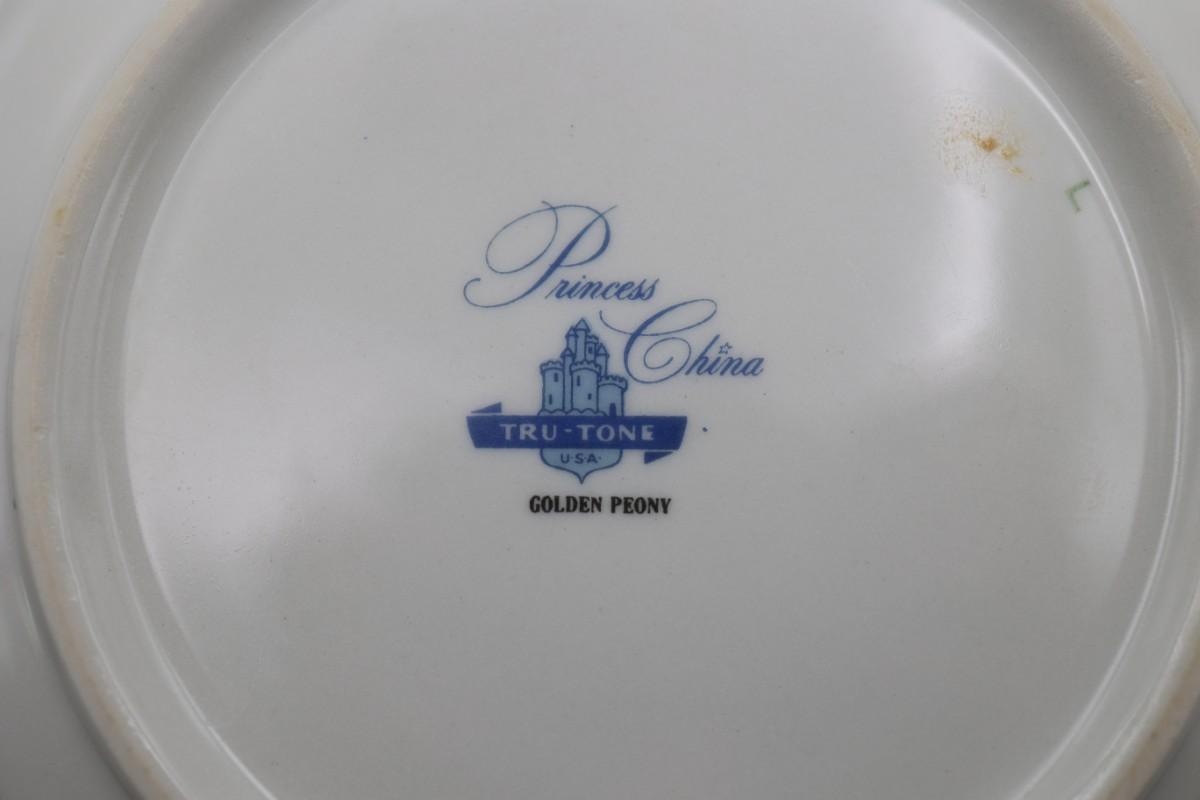 Princess
China
TRU-TONE
U·S·A·
GOLDEN PEONY
L